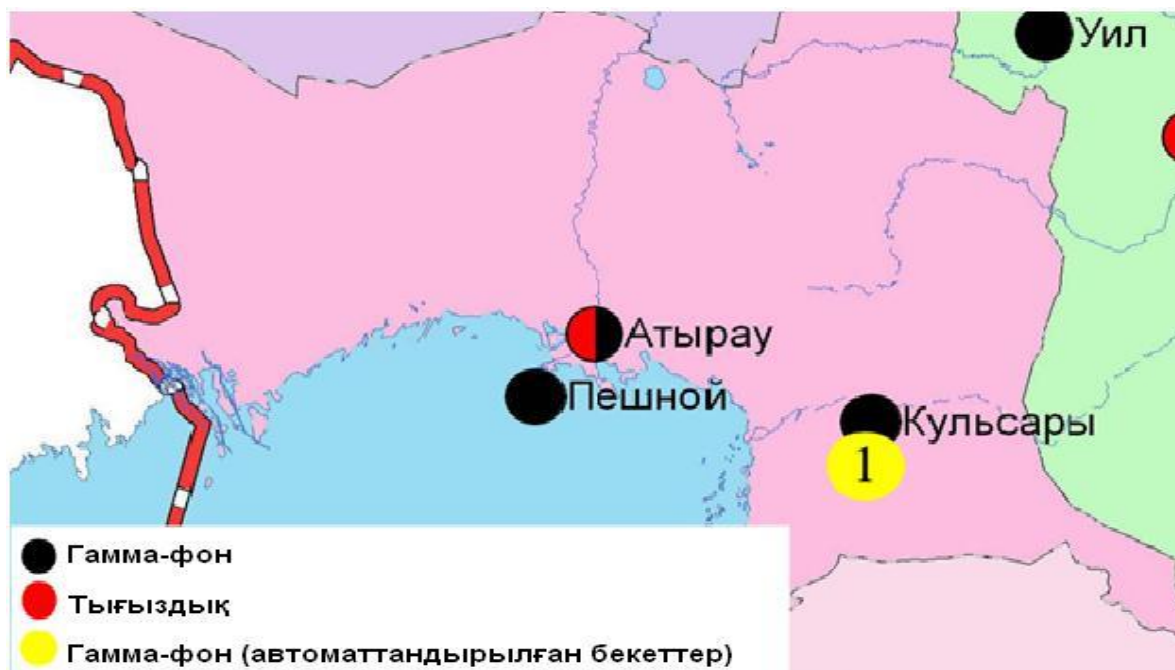 Уил
Атырау
Пешной
Кульсары
1
Гамма-фон
Тығыздық
Гамма-фон (автоматтандырылған бекеттер)